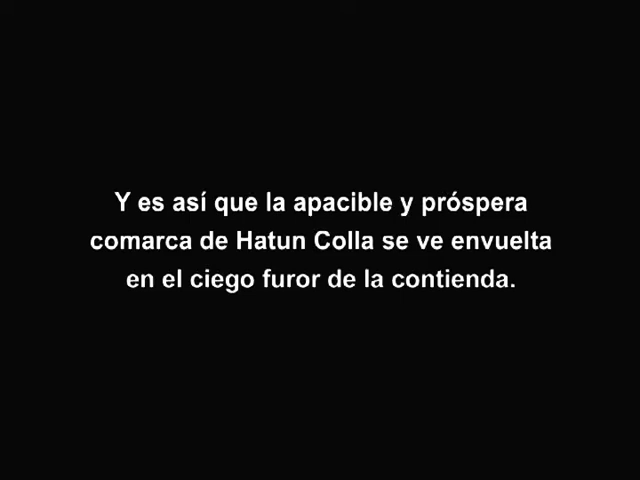 Y es así que la apacible y próspera
comarca de Hatun Colla se ve envuelta
en el ciego furor de la contienda.